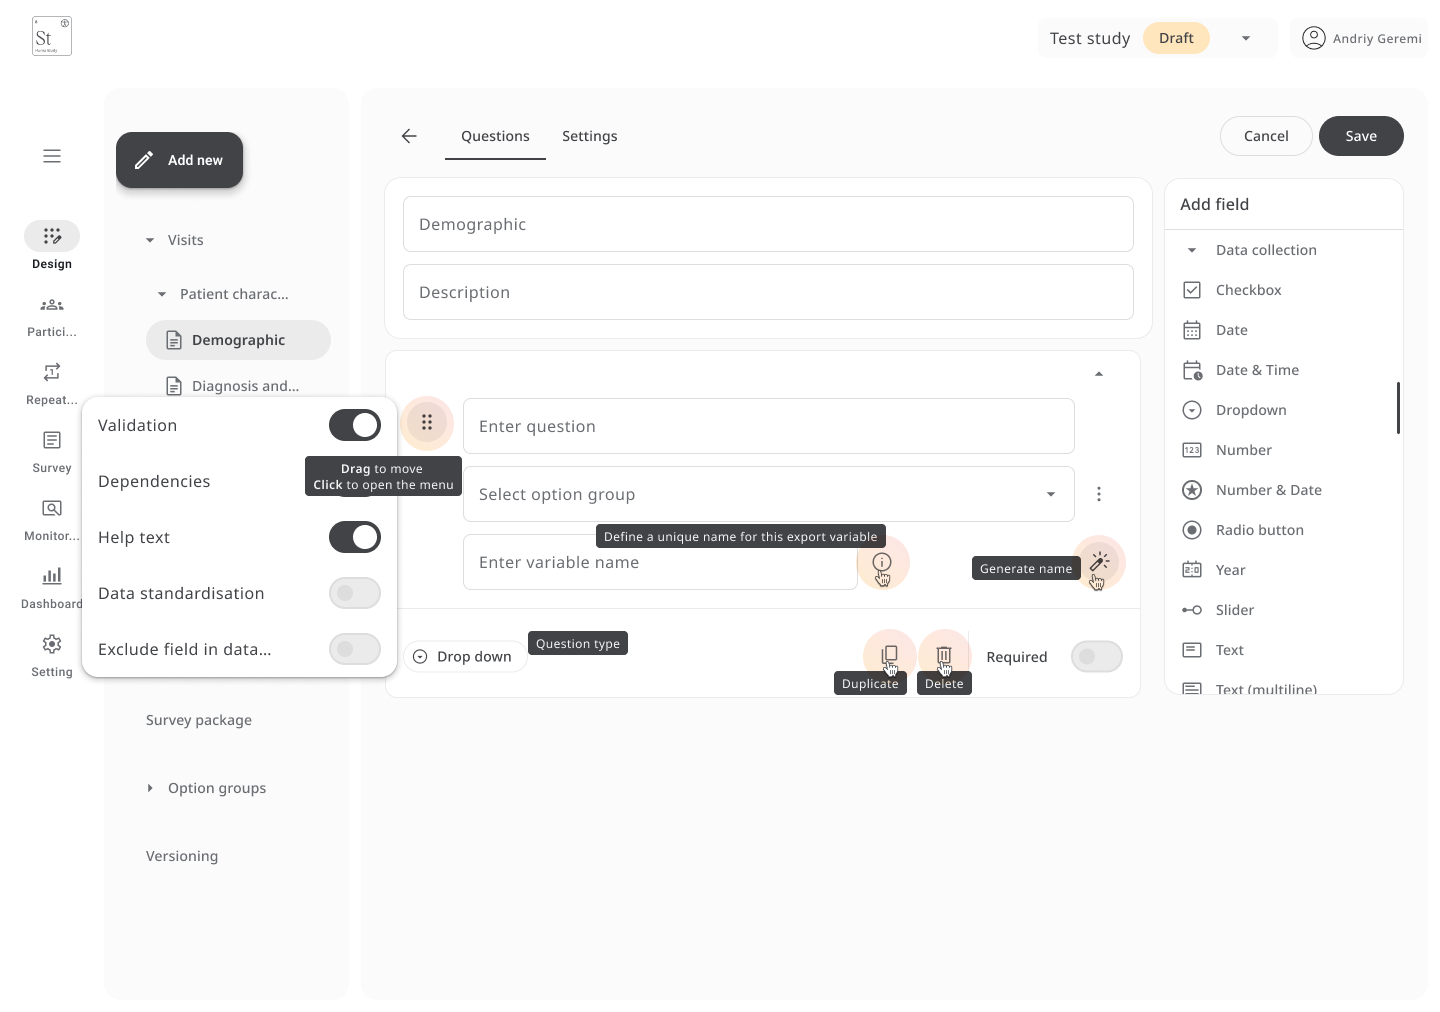 St
Test study
Draft
Andriy Geremi
Add new
Questions
Settings
Cancel
Save
Design
Partici...
Repeat...
Survey
Monitor...
Dashboard
Setting
Visits
Patient charac...
Demographic
Diagnosis and...
Survey package
Option groups
Versioning
Validation
Dependencies
Help text
Data standardisation
Exclude field in data...
Drag to move
Click to open the menu
Demographic
Description
Enter question
Select option group
Define a unique name for this export variable
Enter variable name
Generate name
Drop down
Question type
Duplicate
Delete
Required
Add field
Data collection
Checkbox
Date
Date & Time
Dropdown
123
Number
Number & Date
Radio button
Year
Slider
Text
Text (multiline)